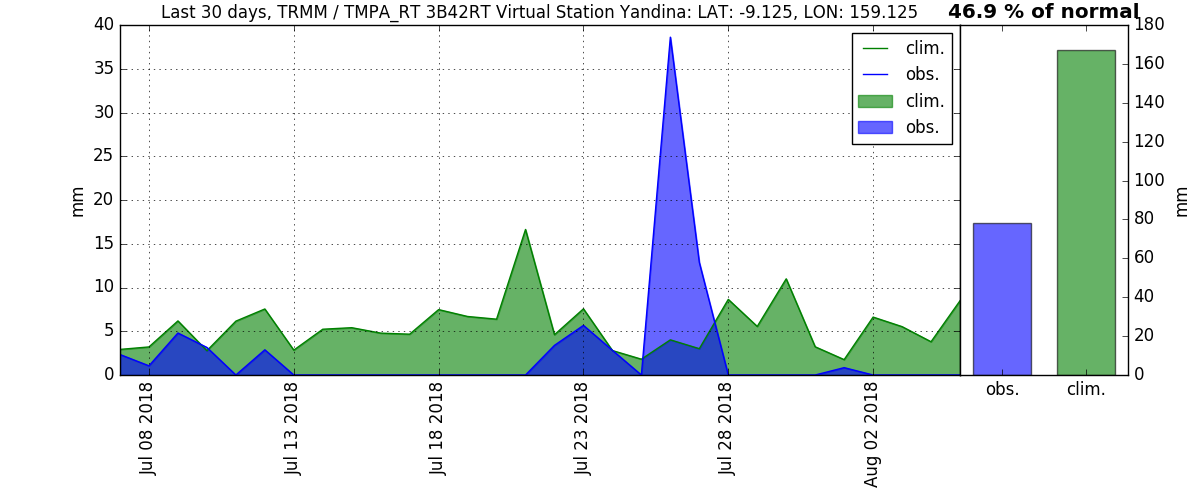 Last 30 days, TRMM / TMPA_RT 3B42RT Virtual Station Yandina: LAT: -9.125, LON: 159.125
46.9 % of normal
40
35
30
25
20
15
10
5
0
mm
clim.
obs.
clim.
obs.
180
160
140
120
100
80
60
40
20
0
mm
Jul 08 2018
Jul 13 2018
Jul 18 2018
Jul 23 2018
Jul 28 2018
Aug 02 2018
obs.
clim.